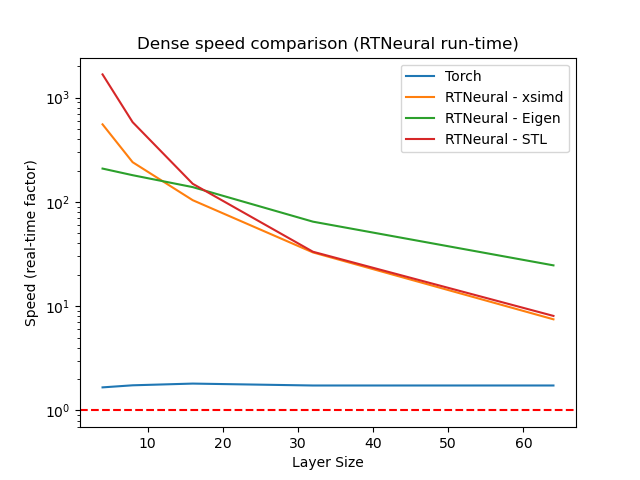 Dense speed comparison (RTNeural run-time)
Torch
RTNeural - xsimd
RTNeural - Eigen
RTNeural - STL
Speed (real-time factor)
10³
10²
10¹
10⁰
10 20 30 40 50 60
Layer Size